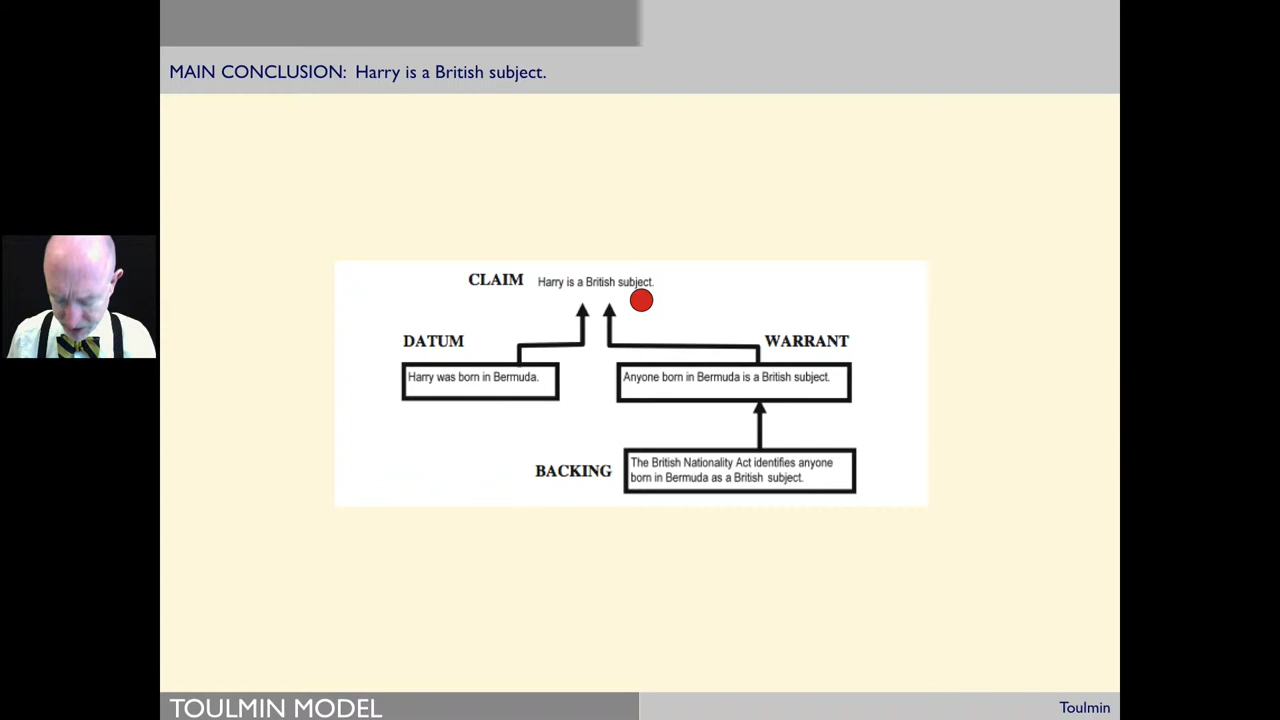 MAIN CONCLUSION: Harry is a British subject.
CLAIM Harry is a British subject.
DATUM
WARRANT
Harry was born in Bermuda.
Anyone born in Bermuda is a British subject.
BACKING
The British Nationality Act identifies anyone
born in Bermuda as a British subject.
TOULMIN MODEL
Toulmin